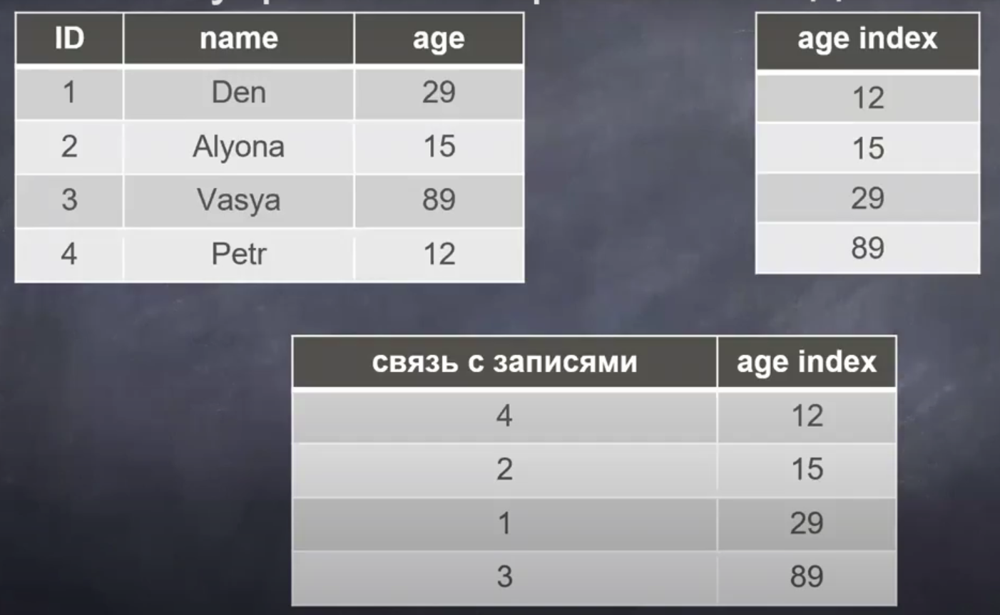 ID name age
1 Den 29
2 Alyona 15
3 Vasya 89
4 Petr 12
age index
12
15
29
89
связь с записями age index
4 12
2 15
1 29
3 89